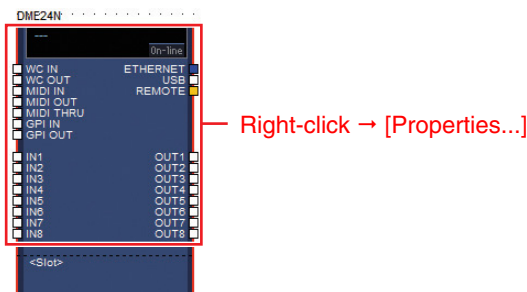 DME24N
---
On-line
WC IN ETHERNET
WC OUT USB
MIDI IN REMOTE
MIDI OUT
MIDI THRU
GPI IN
GPI OUT
Right-click → [Properties...]
IN1 OUT1
IN2 OUT2
IN3 OUT3
IN4 OUT4
IN5 OUT5
IN6 OUT6
IN7 OUT7
IN8 OUT8
<Slot>